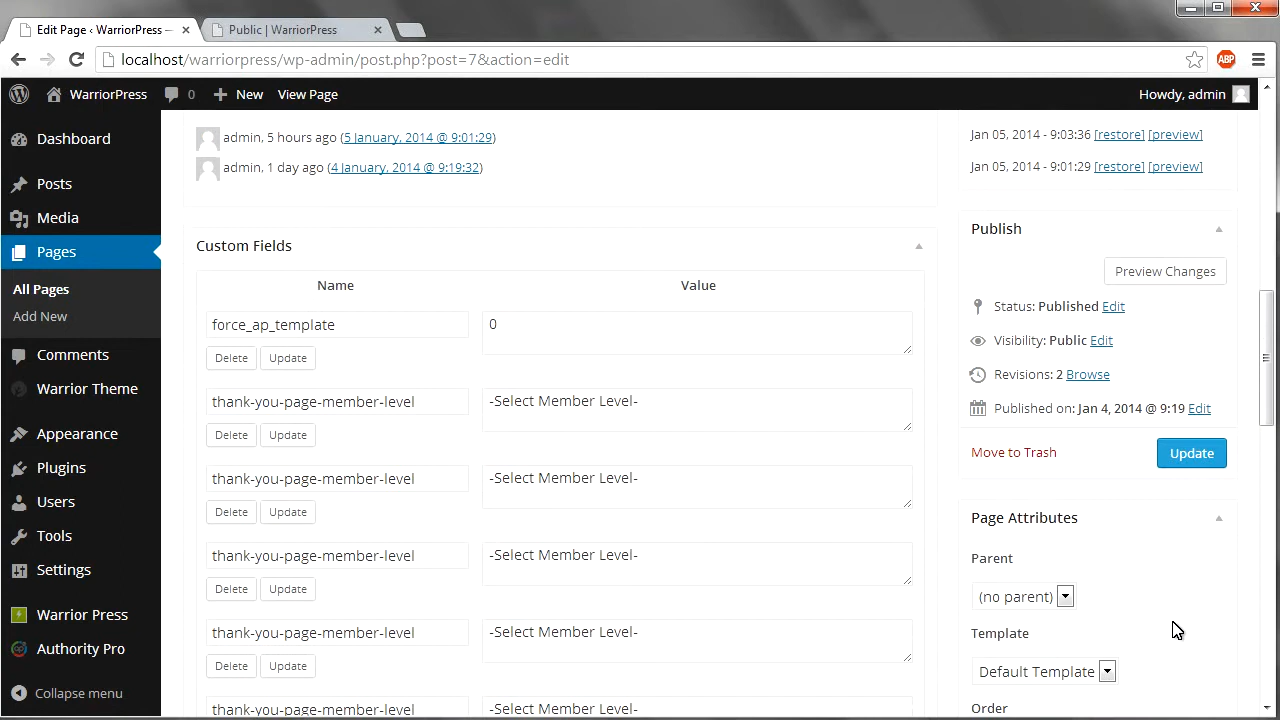 Edit Page ‹ WarriorPress —
Public | WarriorPress
localhost/warriorpress/wp-admin/post.php?post=7&action=edit
ABP
WarriorPress
0
New
View Page
Howdy, admin
Dashboard
Posts
Media
Pages
All Pages
Add New
Comments
Warrior Theme
Appearance
Plugins
Users
Tools
Settings
Warrior Press
Authority Pro
Collapse menu
admin, 5 hours ago (5 January, 2014 @ 9:01:29)
admin, 1 day ago (4 January, 2014 @ 9:19:32)
Custom Fields
Name Value
force_ap_template 0
Delete Update
thank-you-page-member-level -Select Member Level-
Delete Update
thank-you-page-member-level -Select Member Level-
Delete Update
thank-you-page-member-level -Select Member Level-
Delete Update
thank-you-page-member-level -Select Member Level-
Delete Update
thank-you-page-member-level -Select Member Level-
Jan 05, 2014 - 9:03:36 [restore] [preview]
Jan 05, 2014 - 9:01:29 [restore] [preview]
Publish
Preview Changes
Status: Published Edit
Visibility: Public Edit
Revisions: 2 Browse
Published on: Jan 4, 2014 @ 9:19 Edit
Move to Trash
Update
Page Attributes
Parent
(no parent)
Template
Default Template
Order